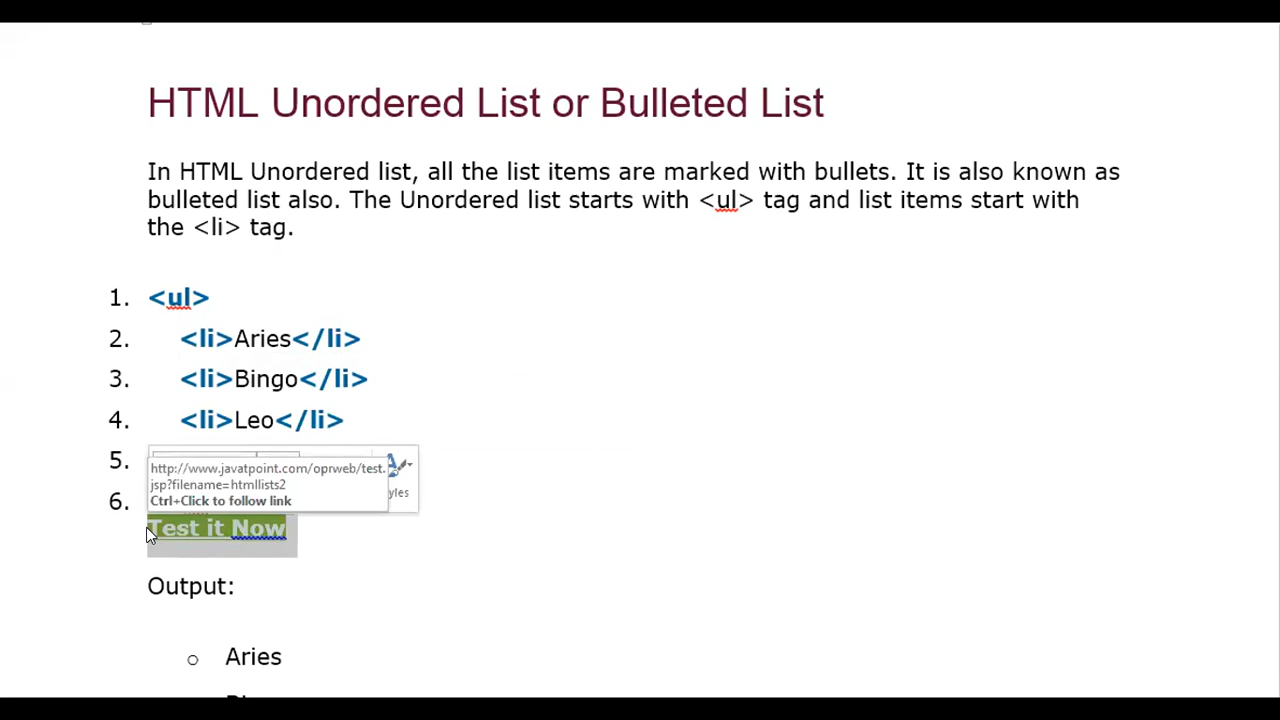 HTML Unordered List or Bulleted List
In HTML Unordered list, all the list items are marked with bullets. It is also known as
bulleted list also. The Unordered list starts with <ul> tag and list items start with
the <li> tag.
1. <ul>
2. <li>Aries</li>
3. <li>Bingo</li>
4. <li>Leo</li>
5.
http://www.javatpoint.com/oprweb/test.
jsp?filename=htmllists2
Ctrl+Click to follow link
6.
Test it Now
Output:
o Aries